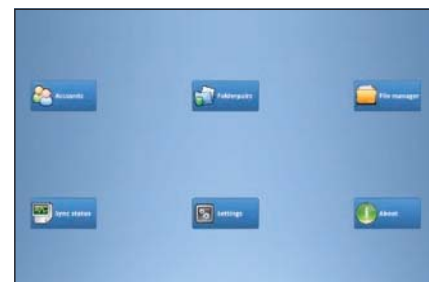 Accounts
Folderpairs
File manager
Sync status
Settings
About